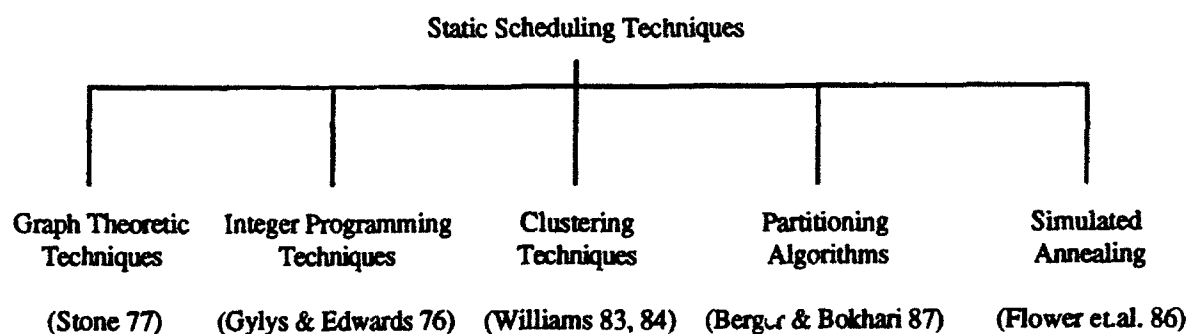 Static Scheduling Techniques
Graph Theoretic Techniques
Integer Programming Techniques
Clustering Techniques
Partitioning Algorithms
Simulated Annealing
(Stone 77)
(Gylys & Edwards 76)
(Williams 83, 84)
(Berger & Bokhari 87)
(Flower et.al. 86)